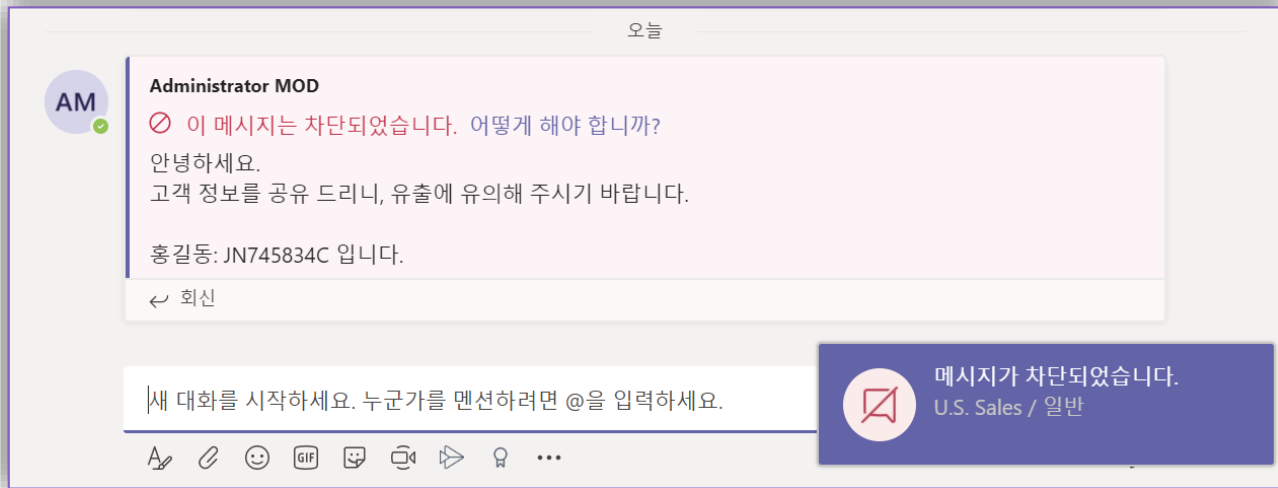 오늘
AM
Administrator MOD
이 메시지는 차단되었습니다. 어떻게 해야 합니까?
안녕하세요.
고객 정보를 공유 드리니, 유출에 유의해 주시기 바랍니다.
홍길동: JN745834C 입니다.
회신
새 대화를 시작하세요. 누군가를 멘션하려면 @을 입력하세요.
메시지가 차단되었습니다.
U.S. Sales / 일반
GIF